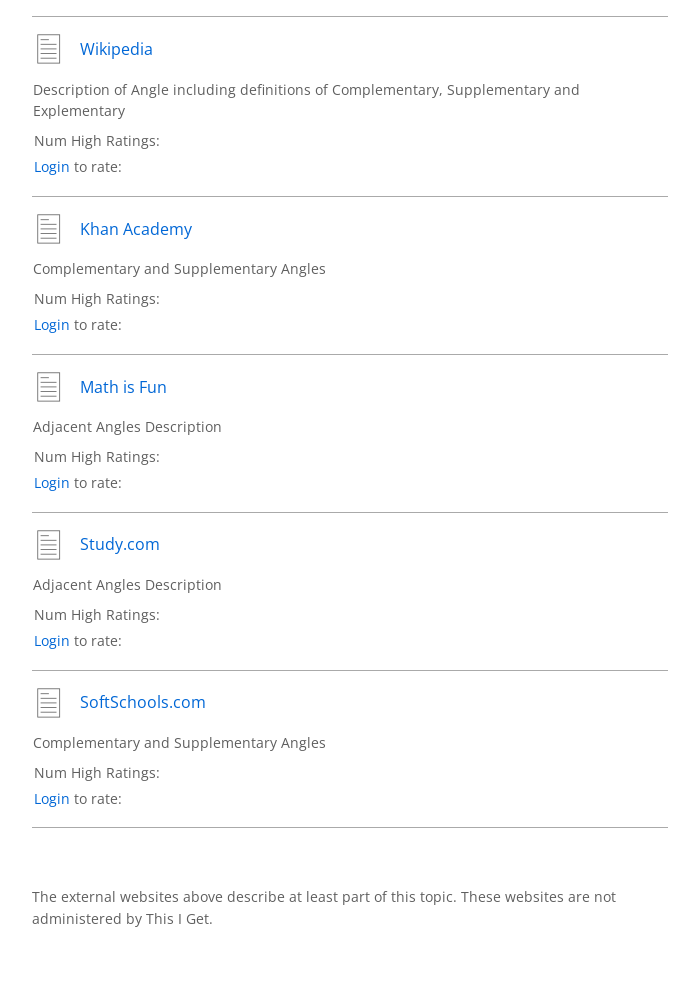 Wikipedia
Description of Angle including definitions of Complementary, Supplementary and
Explementary
Num High Ratings:
Login to rate:
Khan Academy
Complementary and Supplementary Angles
Num High Ratings:
Login to rate:
Math is Fun
Adjacent Angles Description
Num High Ratings:
Login to rate:
Study.com
Adjacent Angles Description
Num High Ratings:
Login to rate:
SoftSchools.com
Complementary and Supplementary Angles
Num High Ratings:
Login to rate:
The external websites above describe at least part of this topic. These websites are not
administered by This I Get.